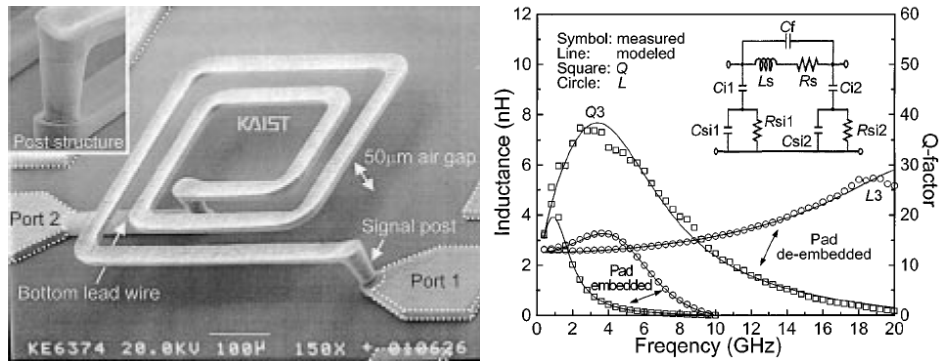 Post structure
KAIST
50μm air gap
Port 2
Signal post
Port 1
Bottom lead wire
KE6374 20.0KV 100μ 150X +.010626
12
10
8
6
4
2
0
Inductance (nH)
Symbol: measured
Line: modeled
Square: Q
Circle: L
Cf
Ls Rs
Ci1 Ci2
Csi1 Rsi1 Csi2 Rsi2
Q3
L3
Pad
de-embedded
Pad
embedded
0 2 4 6 8 10 12 14 16 18 20
Freqency (GHz)
60
50
40
30
20
10
0
Q-factor